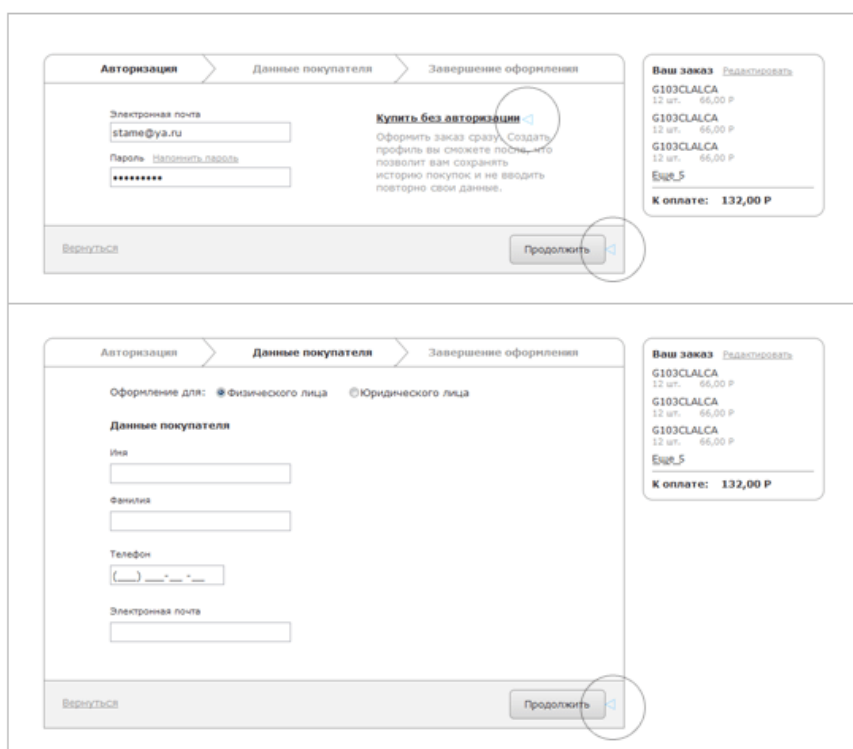 Авторизация
Данные покупателя
Завершение оформления
Электронная почта
stame@ya.ru
Пароль Напомнить пароль
•••••••••
Купить без авторизации
Оформить заказ сразу. Создать
профиль вы сможете после, что
позволит вам сохранять
историю покупок и не вводить
повторно свои данные.
Вернуться
Продолжить
Ваш заказ Редактировать
G103CLALCA
12 шт. 66,00 Р
G103CLALCA
12 шт. 66,00 Р
G103CLALCA
12 шт. 66,00 Р
Еще 5
К оплате: 132,00 Р
Авторизация
Данные покупателя
Завершение оформления
Оформление для: Физического лица Юридического лица
Данные покупателя
Имя
Фамилия
Телефон
(___) ___-__ -__
Электронная почта
Вернуться
Продолжить
Ваш заказ Редактировать
G103CLALCA
12 шт. 66,00 Р
G103CLALCA
12 шт. 66,00 Р
G103CLALCA
12 шт. 66,00 Р
Еще 5
К оплате: 132,00 Р